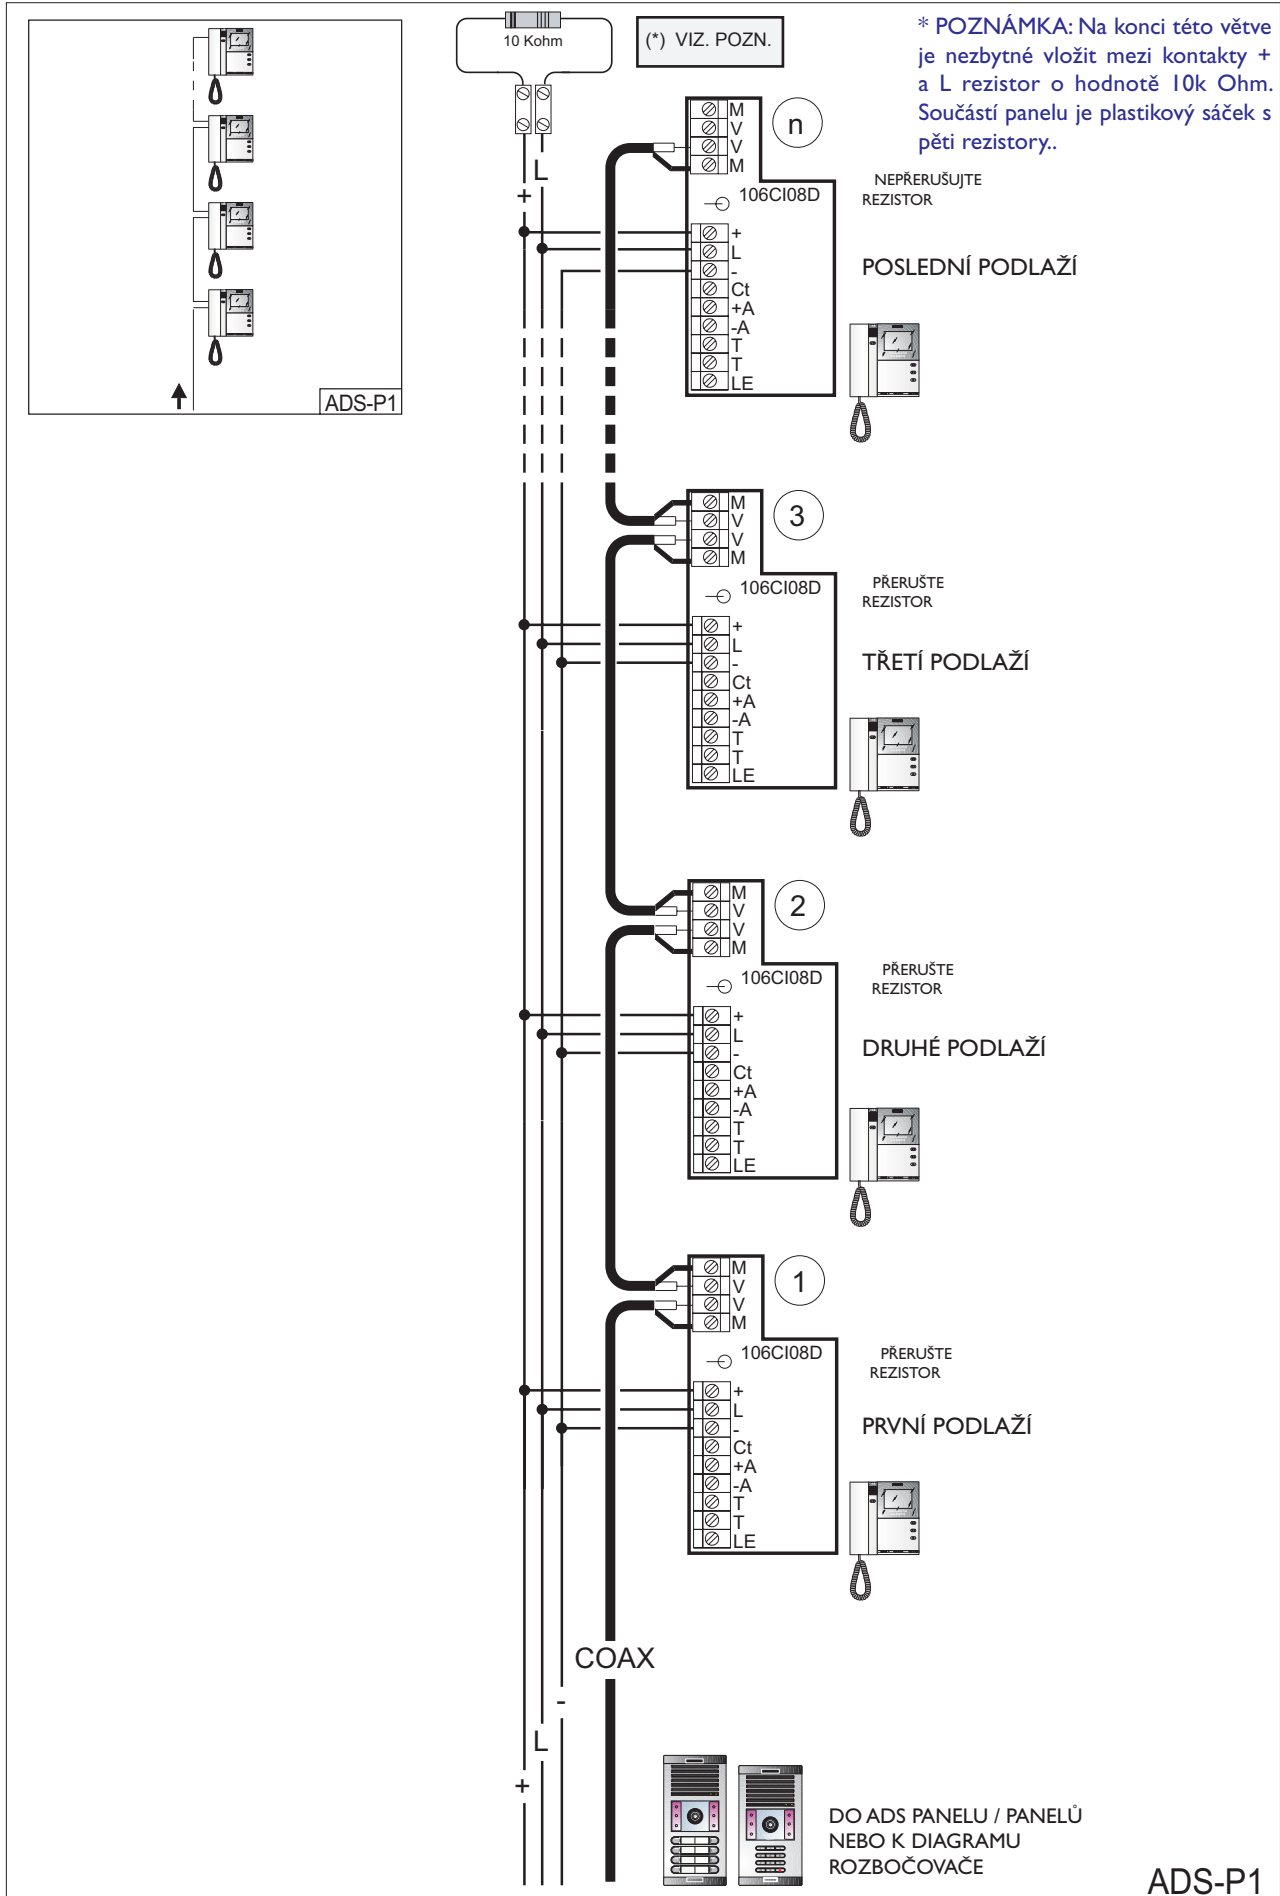 10 Kohm
(*) VIZ. POZN.
* POZNÁMKA: Na konci této větve
je nezbytné vložit mezi kontakty +
a L rezistor o hodnotě 10k Ohm.
Součástí panelu je plastikový sáček s
pěti rezistory..
ADS-P1
L
+
M
V
V
M
n
106CI08D
NEPŘERUŠUJTE
REZISTOR
+
L
-
Ct
+A
-A
T
T
LE
POSLEDNÍ PODLAŽÍ
M
V
V
M
3
106CI08D
PŘERUŠTE
REZISTOR
+
L
-
Ct
+A
-A
T
T
LE
TŘETÍ PODLAŽÍ
M
V
V
M
2
106CI08D
PŘERUŠTE
REZISTOR
+
L
-
Ct
+A
-A
T
T
LE
DRUHÉ PODLAŽÍ
M
V
V
M
1
106CI08D
PŘERUŠTE
REZISTOR
+
L
-
Ct
+A
-A
T
T
LE
PRVNÍ PODLAŽÍ
COAX
-
L
+
DO ADS PANELU / PANELŮ
NEBO K DIAGRAMU
ROZBOČOVAČE
ADS-P1